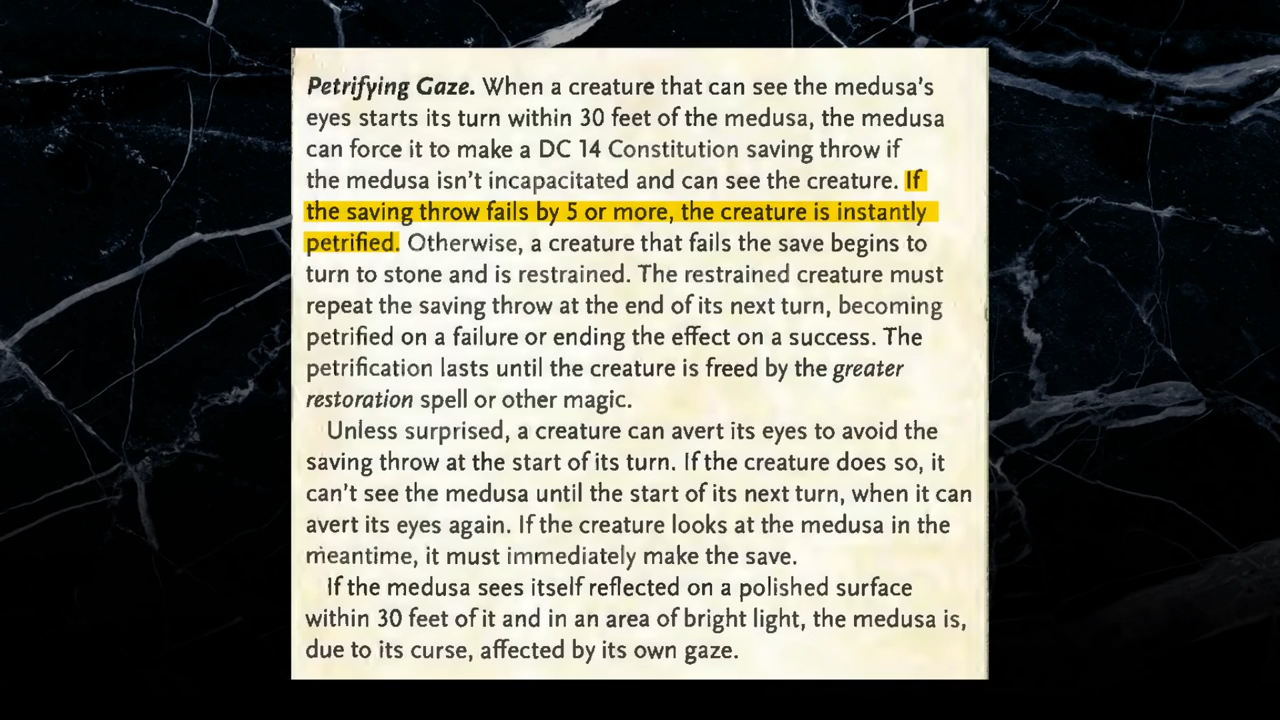 Petrifying Gaze. When a creature that can see the medusa's
eyes starts its turn within 30 feet of the medusa, the medusa
can force it to make a DC 14 Constitution saving throw if
the medusa isn't incapacitated and can see the creature. If
the saving throw fails by 5 or more, the creature is instantly
petrified. Otherwise, a creature that fails the save begins to
turn to stone and is restrained. The restrained creature must
repeat the saving throw at the end of its next turn, becoming
petrified on a failure or ending the effect on a success. The
petrification lasts until the creature is freed by the greater
restoration spell or other magic.
Unless surprised, a creature can avert its eyes to avoid the
saving throw at the start of its turn. If the creature does so, it
can't see the medusa until the start of its next turn, when it can
avert its eyes again. If the creature looks at the medusa in the
meantime, it must immediately make the save.
If the medusa sees itself reflected on a polished surface
within 30 feet of it and in an area of bright light, the medusa is,
due to its curse, affected by its own gaze.